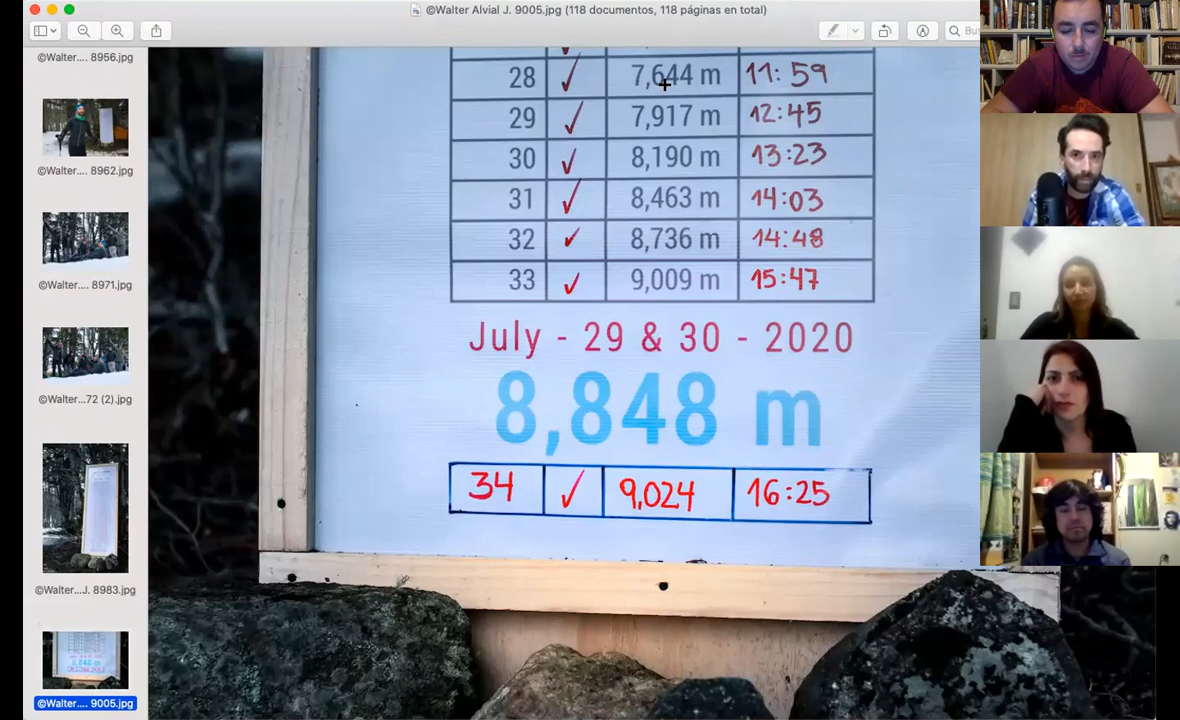 ©Walter Alvial J. 9005.jpg (118 documentos, 118 páginas en total)
Bus
©Walter.... 8956.jpg
©Walter.... 8962.jpg
©Walter.... 8971.jpg
©Walter...72 (2).jpg
©Walter...J. 8983.jpg
©Walter.... 9005.jpg
28 ✓ 7,644 m 11:59
29 ✓ 7,917 m 12:45
30 ✓ 8,190 m 13:23
31 ✓ 8,463 m 14:03
32 ✓ 8,736 m 14:48
33 ✓ 9,009 m 15:47
July - 29 & 30 - 2020
8,848 m
34 ✓ 9,024 16:25